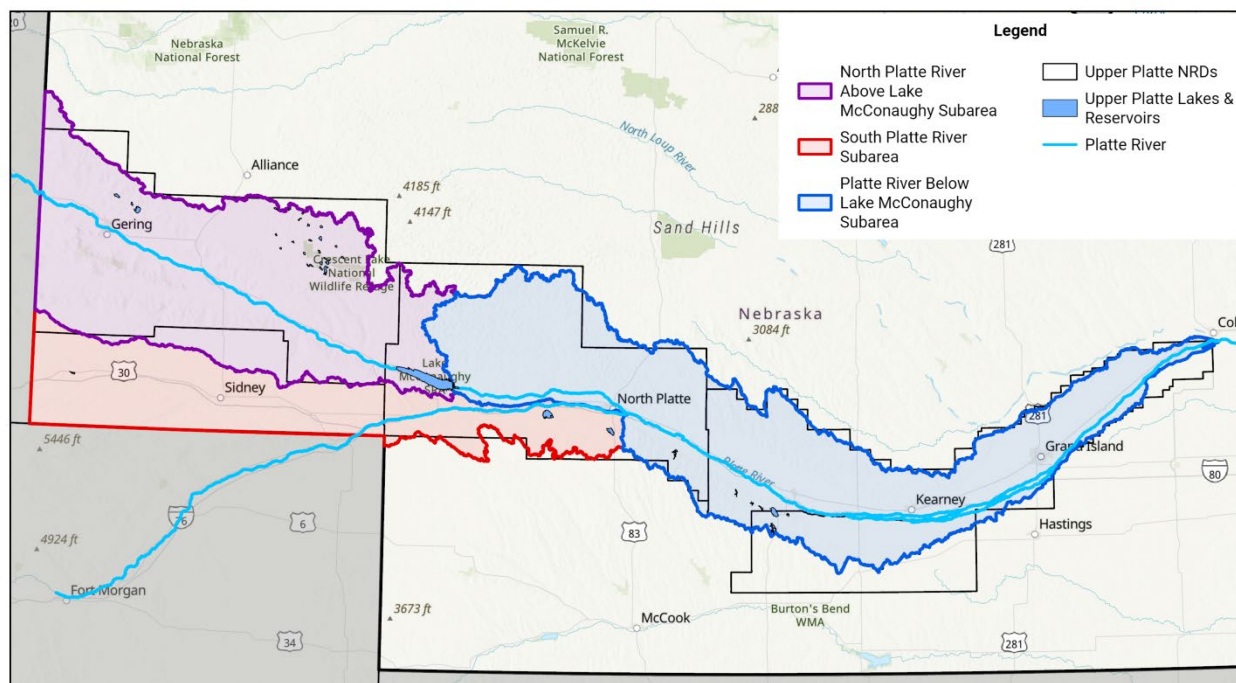 20
Nebraska
National Forest
Samuel R.
McKelvie
National Forest
288
North Loup River
Alliance
4185 ft
4147 ft
Sand Hills
281
Gering
Crescent Lake
National
Wildlife Refuge
Nebraska
3084 ft
30
Sidney
Lake
McConaughy
SRA
North Platte
281
Grand Island
80
5446 ft
Platte River
Kearney
Hastings
76
6
83
4924 ft
Fort Morgan
3673 ft
McCook
Burton's Bend
WMA
34
281
Legend
North Platte River
Above Lake
McConaughy Subarea
South Platte River
Subarea
Platte River Below
Lake McConaughy
Subarea
Upper Platte NRDs
Upper Platte Lakes &
Reservoirs
Platte River